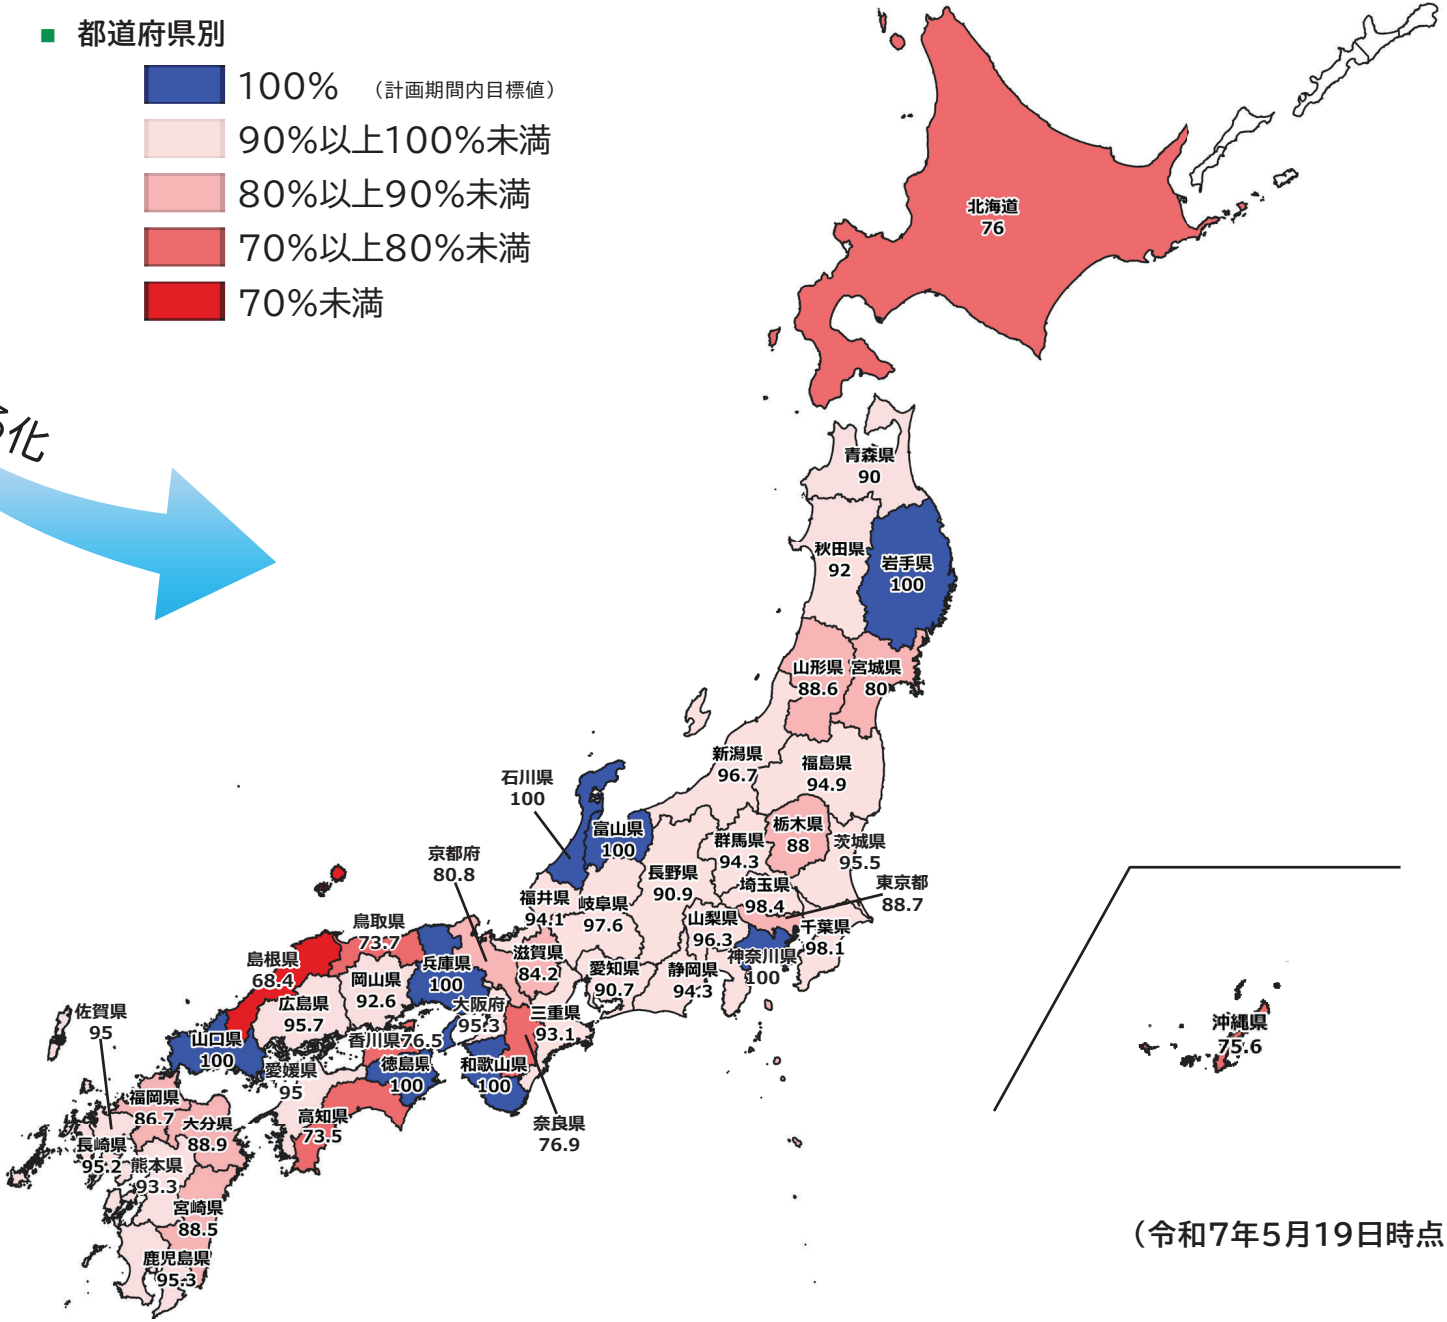 ■ 都道府県別
100% （計画期間内目標値）
90%以上100%未満
80%以上90%未満
70%以上80%未満
70%未満
化
北海道
76
青森県
90
秋田県
92
岩手県
100
山形県
88.6
宮城県
80
新潟県
96.7
福島県
94.9
石川県
100
富山県
100
群馬県
94.3
栃木県
88
茨城県
95.5
京都府
80.8
長野県
90.9
埼玉県
98.4
東京都
88.7
福井県
94.1
岐阜県
97.6
山梨県
96.3
千葉県
98.1
鳥取県
73.7
島根県
68.4
兵庫県
100
滋賀県
84.2
愛知県
90.7
静岡県
94.3
神奈川県
100
岡山県
92.6
広島県
95.7
大阪府
95.3
三重県
93.1
佐賀県
95
山口県
100
香川県76.5
徳島県
100
和歌山県
100
愛媛県
95
高知県
73.5
奈良県
76.9
福岡県
86.7
大分県
88.9
長崎県
95.2
熊本県
93.3
宮崎県
88.5
鹿児島県
95.3
沖縄県
75.6
（令和7年5月19日時点